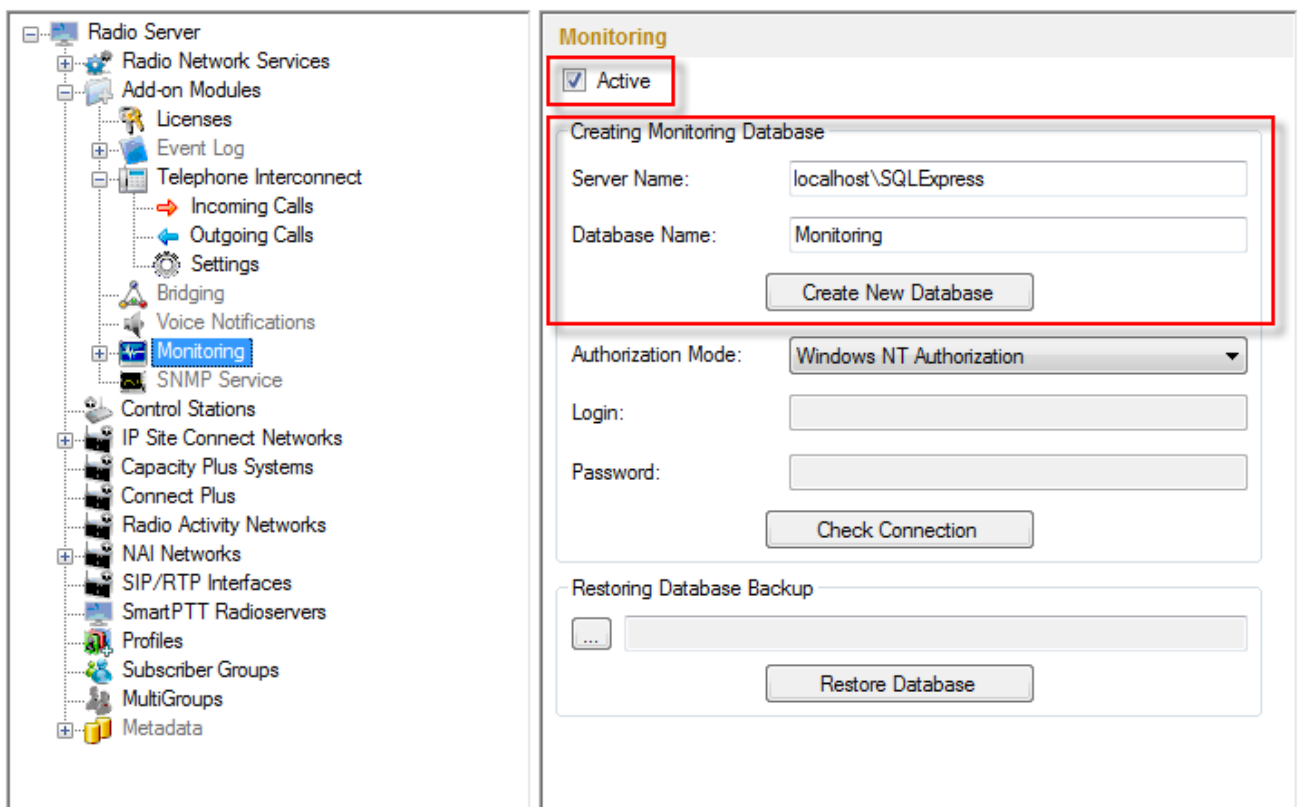 Radio Server
Radio Network Services
Add-on Modules
Licenses
Event Log
Telephone Interconnect
Incoming Calls
Outgoing Calls
Settings
Bridging
Voice Notifications
Monitoring
SNMP Service
Control Stations
IP Site Connect Networks
Capacity Plus Systems
Connect Plus
Radio Activity Networks
NAI Networks
SIP/RTP Interfaces
SmartPTT Radioservers
Profiles
Subscriber Groups
MultiGroups
Metadata
Monitoring
Active
Creating Monitoring Database
Server Name: localhost\SQLExpress
Database Name: Monitoring
Create New Database
Authorization Mode: Windows NT Authorization
Login:
Password:
Check Connection
Restoring Database Backup
...
Restore Database